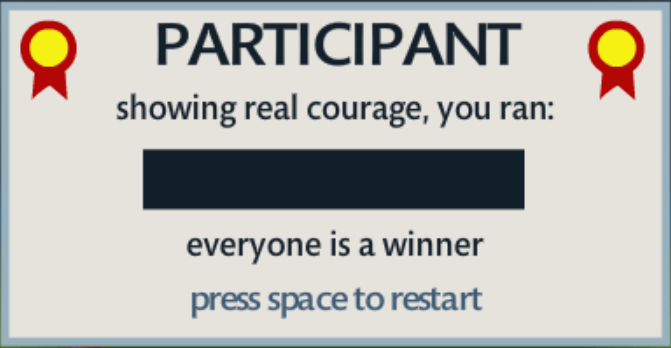 PARTICIPANT
showing real courage, you ran:
everyone is a winner
press space to restart